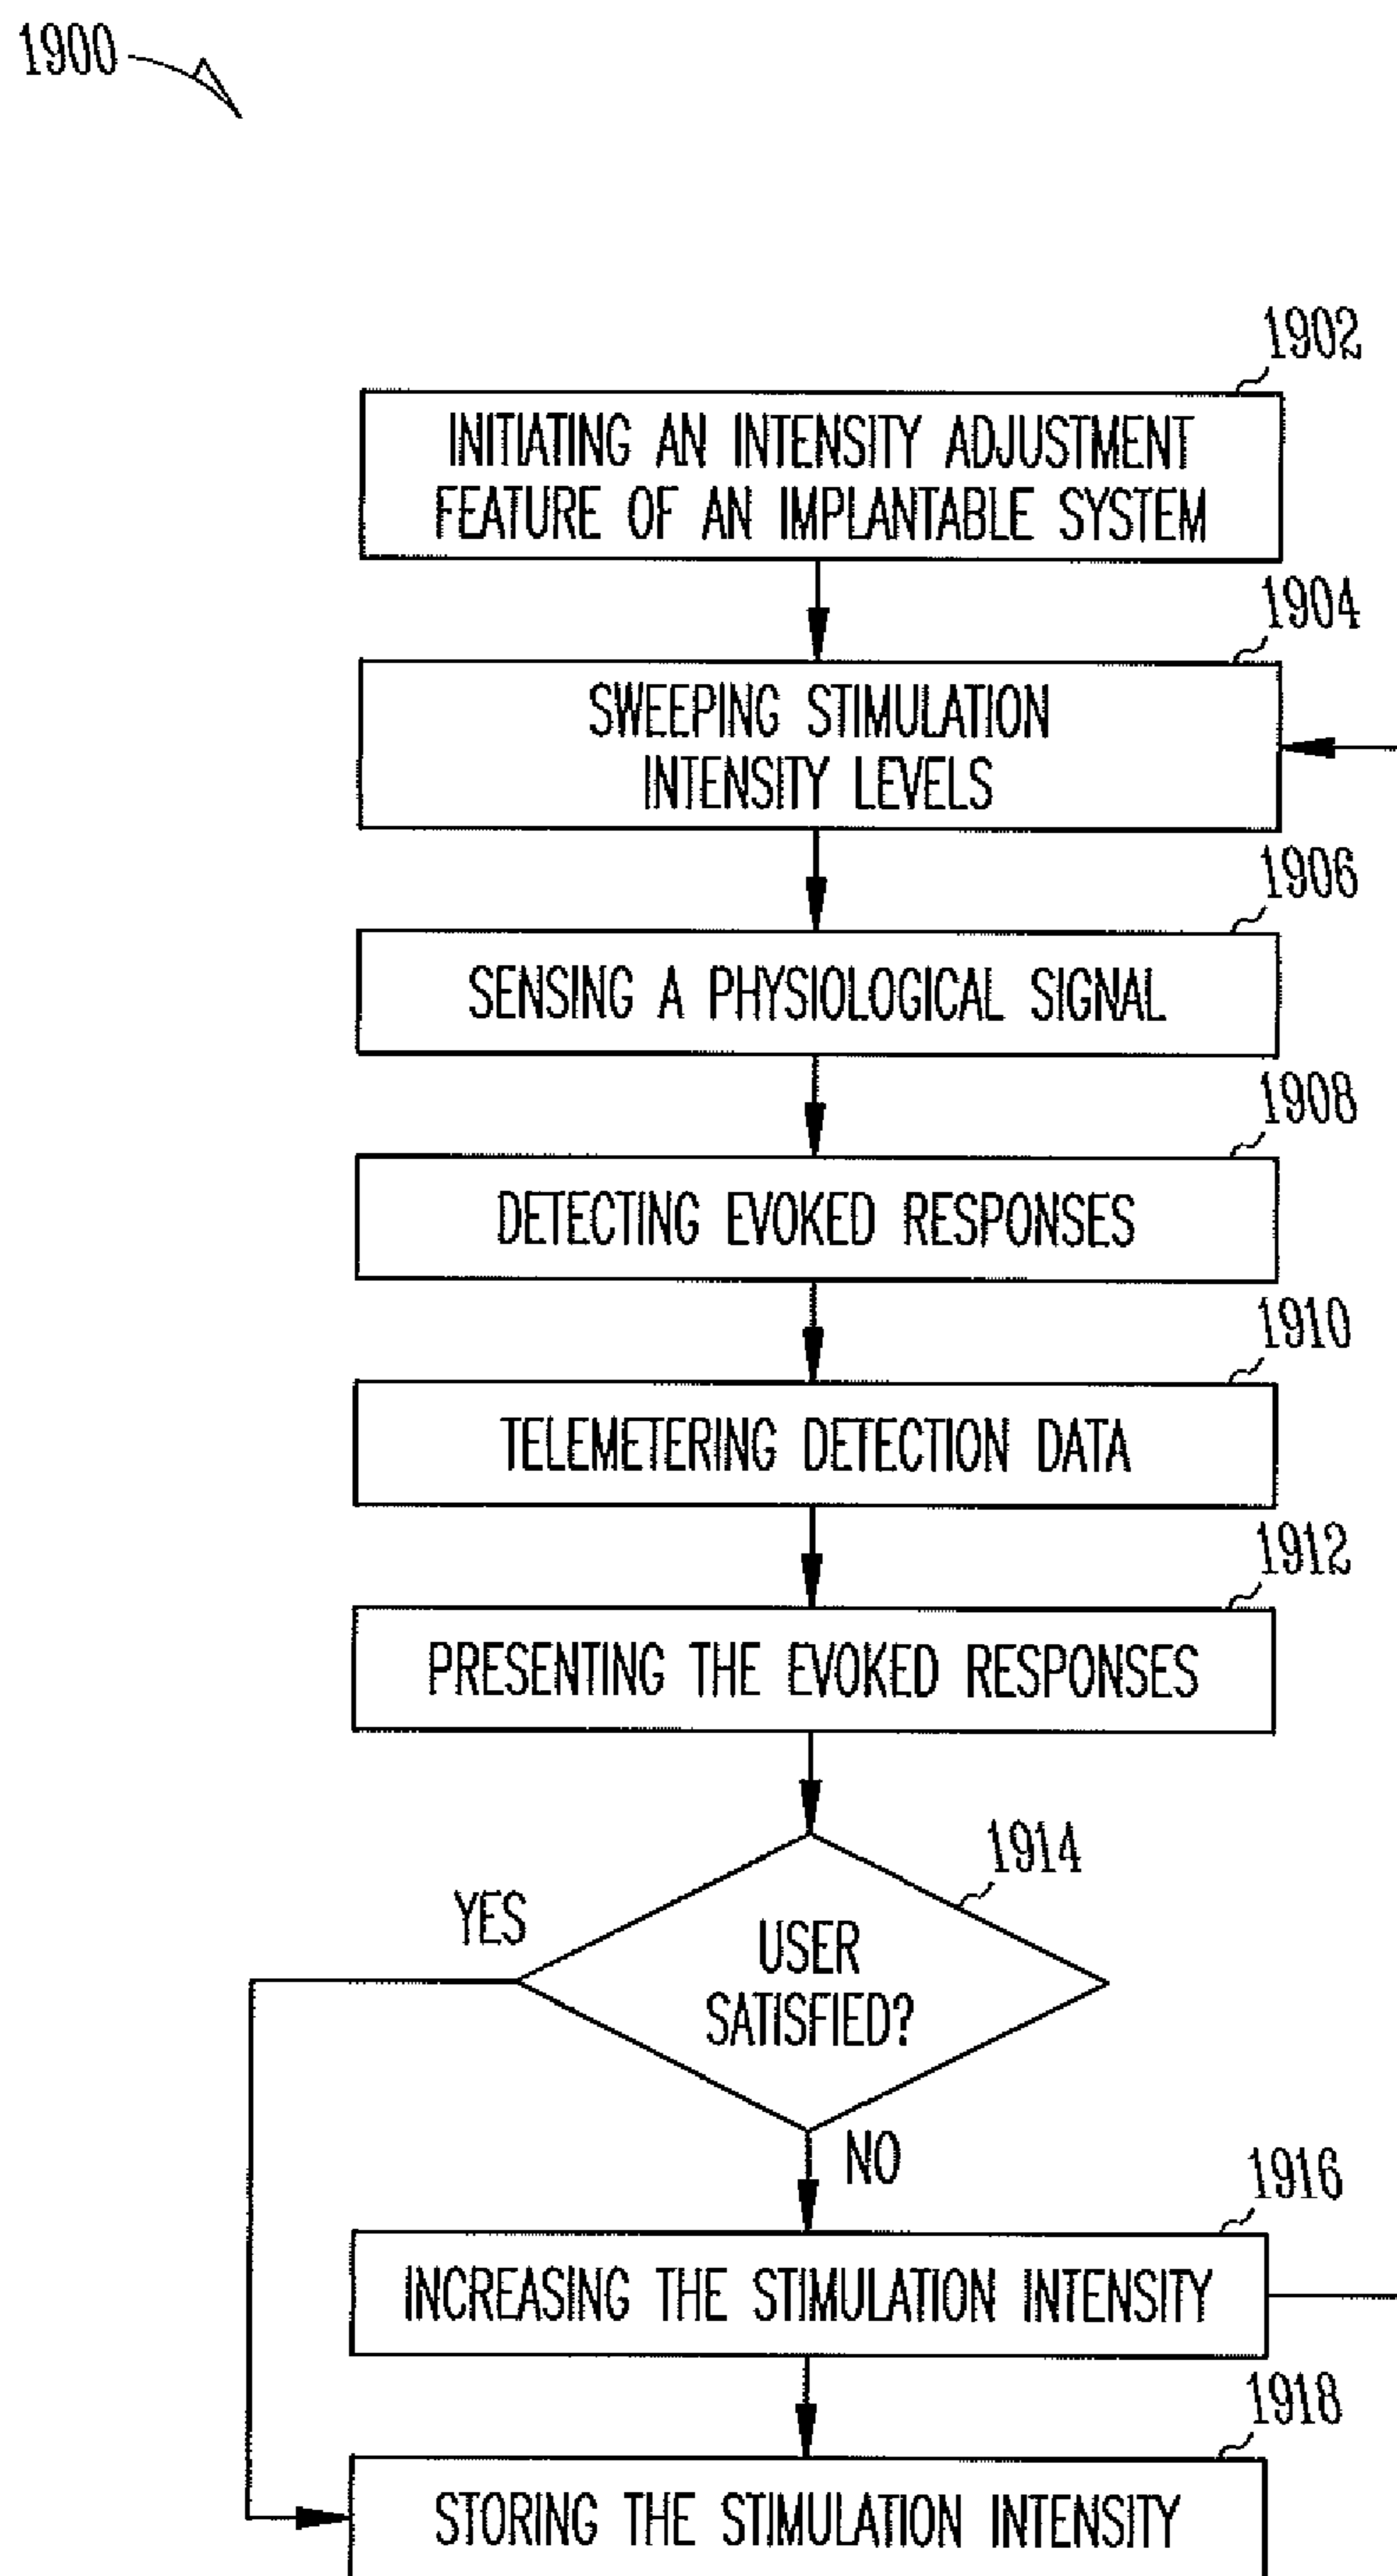 1900
1902
INITIATING AN INTENSITY ADJUSTMENT
FEATURE OF AN IMPLANTABLE SYSTEM
1904
SWEEPING STIMULATION
INTENSITY LEVELS
1906
SENSING A PHYSIOLOGICAL SIGNAL
1908
DETECTING EVOKED RESPONSES
1910
TELEMETERING DETECTION DATA
1912
PRESENTING THE EVOKED RESPONSES
1914
YES
USER
SATISFIED?
NO
1916
INCREASING THE STIMULATION INTENSITY
1918
STORING THE STIMULATION INTENSITY